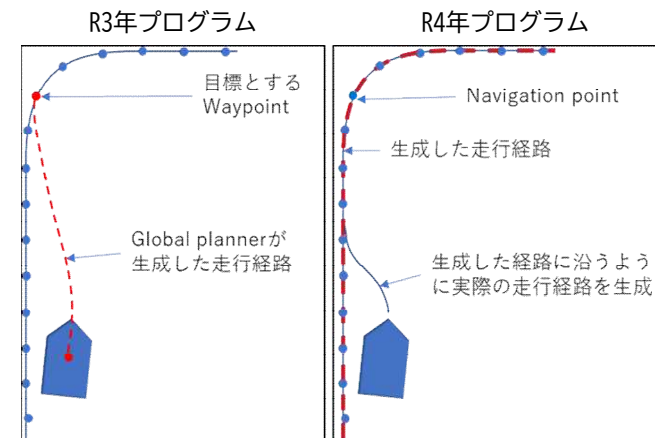 R3年プログラム
R4年プログラム
目標とする
Waypoint
Global plannerが
生成した走行経路
Navigation point
生成した走行経路
生成した経路に沿うよう
に実際の走行経路を生成